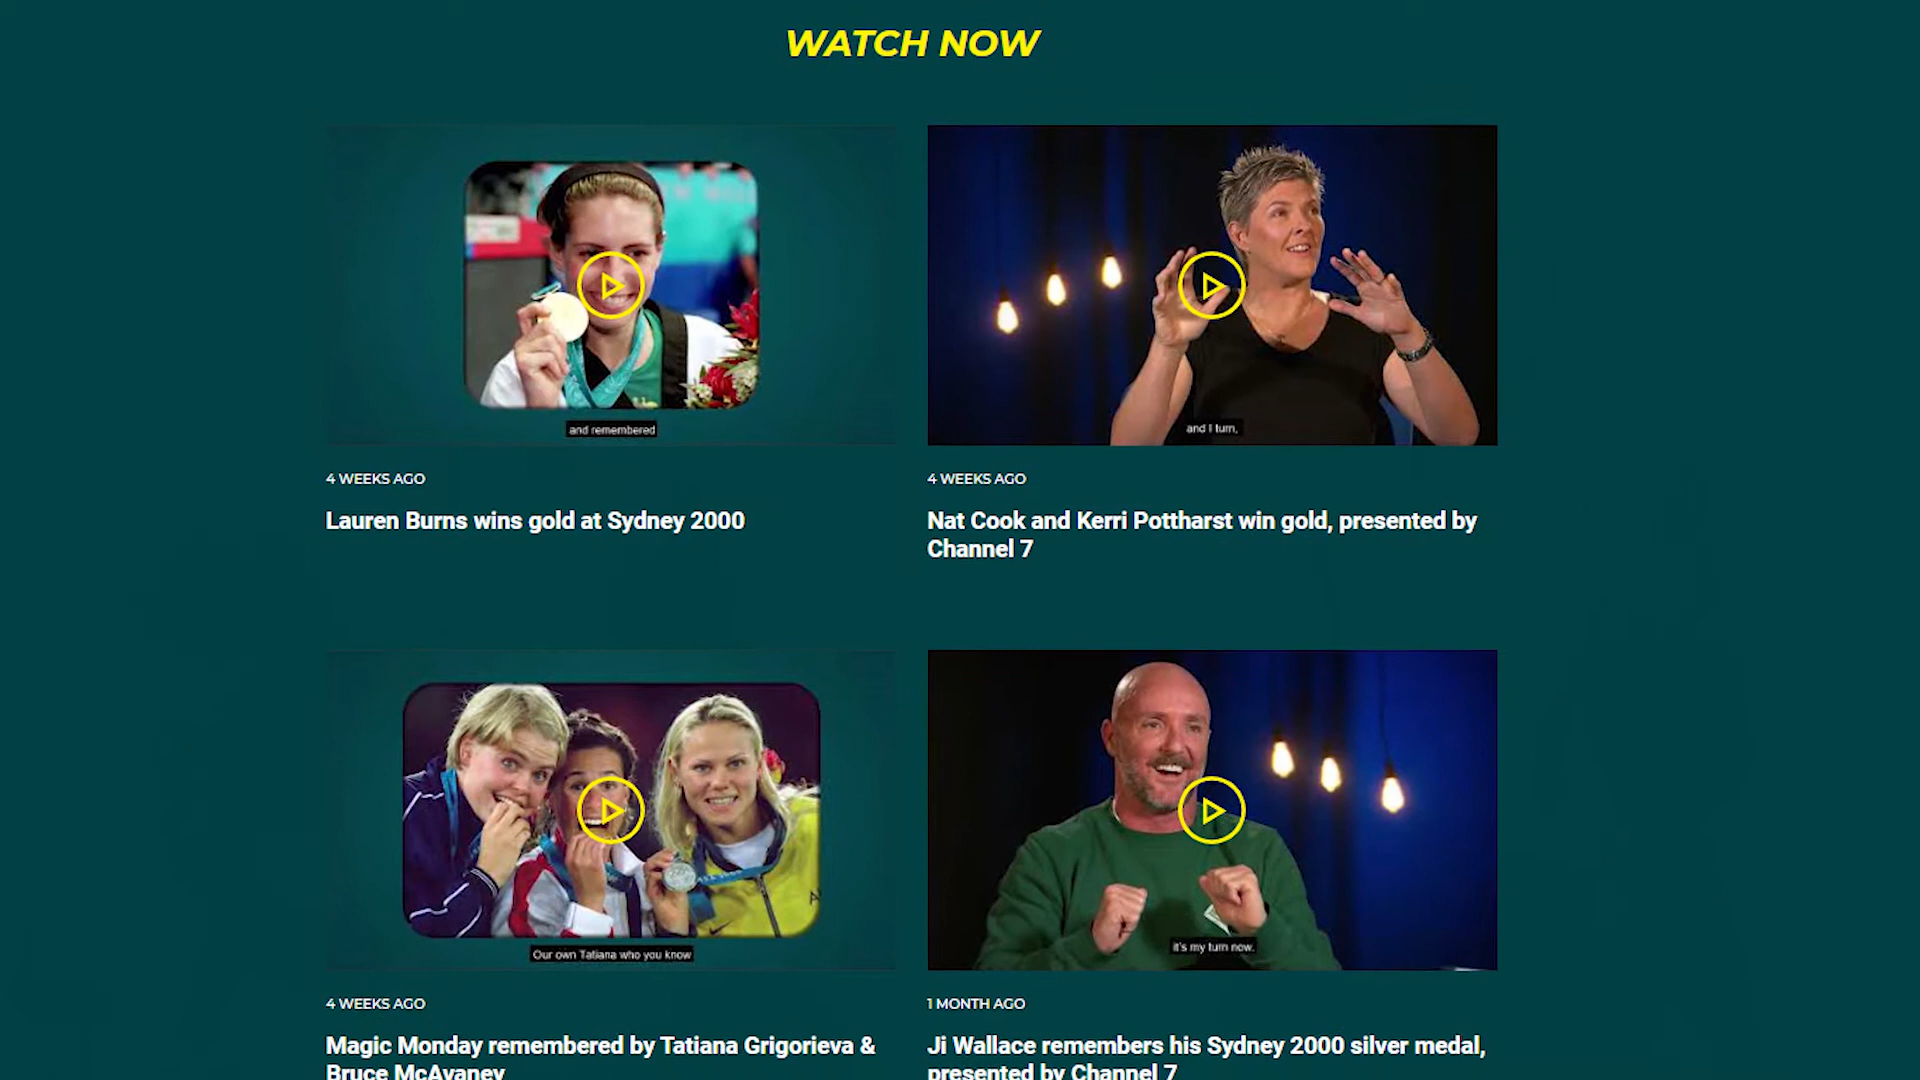 WATCH NOW
and remembered
and I turn,
4 WEEKS AGO
4 WEEKS AGO
Lauren Burns wins gold at Sydney 2000
Nat Cook and Kerri Pottharst win gold, presented by
Channel 7
Our own Tatiana who you know
it's my turn now.
4 WEEKS AGO
1 MONTH AGO
Magic Monday remembered by Tatiana Grigorieva &
Bruce McAvaney
Ji Wallace remembers his Sydney 2000 silver medal,
presented by Channel 7